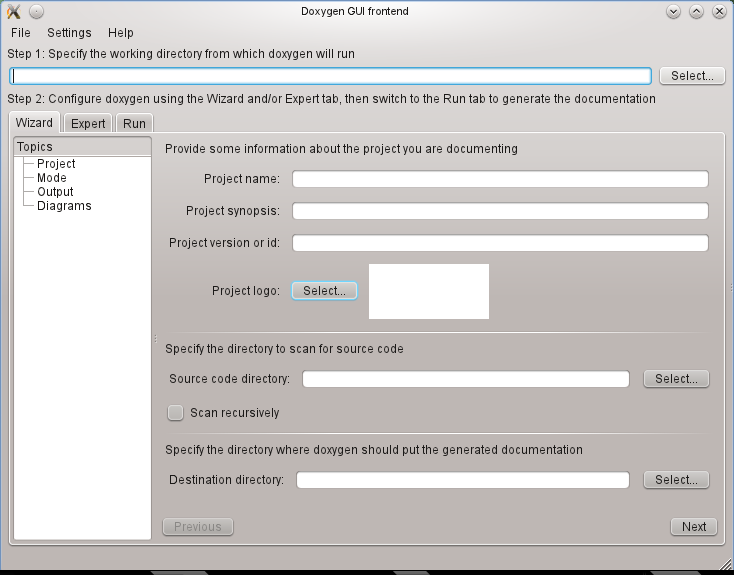 Doxygen GUI frontend
File Settings Help
Step 1: Specify the working directory from which doxygen will run
Select...
Step 2: Configure doxygen using the Wizard and/or Expert tab, then switch to the Run tab to generate the documentation
Wizard Expert Run
Topics
Project
Mode
Output
Diagrams
Provide some information about the project you are documenting
Project name:
Project synopsis:
Project version or id:
Project logo: Select...
Specify the directory to scan for source code
Source code directory: Select...
Scan recursively
Specify the directory where doxygen should put the generated documentation
Destination directory: Select...
Previous Next